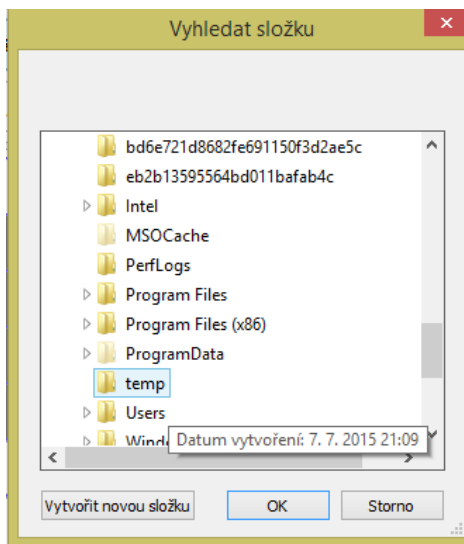 Vyhledat složku
bd6e721d8682fe691150f3d2ae5c
eb2b13595564bd011bafab4c
Intel
MSOCache
PerfLogs
Program Files
Program Files (x86)
ProgramData
temp
Users
Datum vytvoření: 7. 7. 2015 21:09
Vytvořit novou složku
OK
Storno